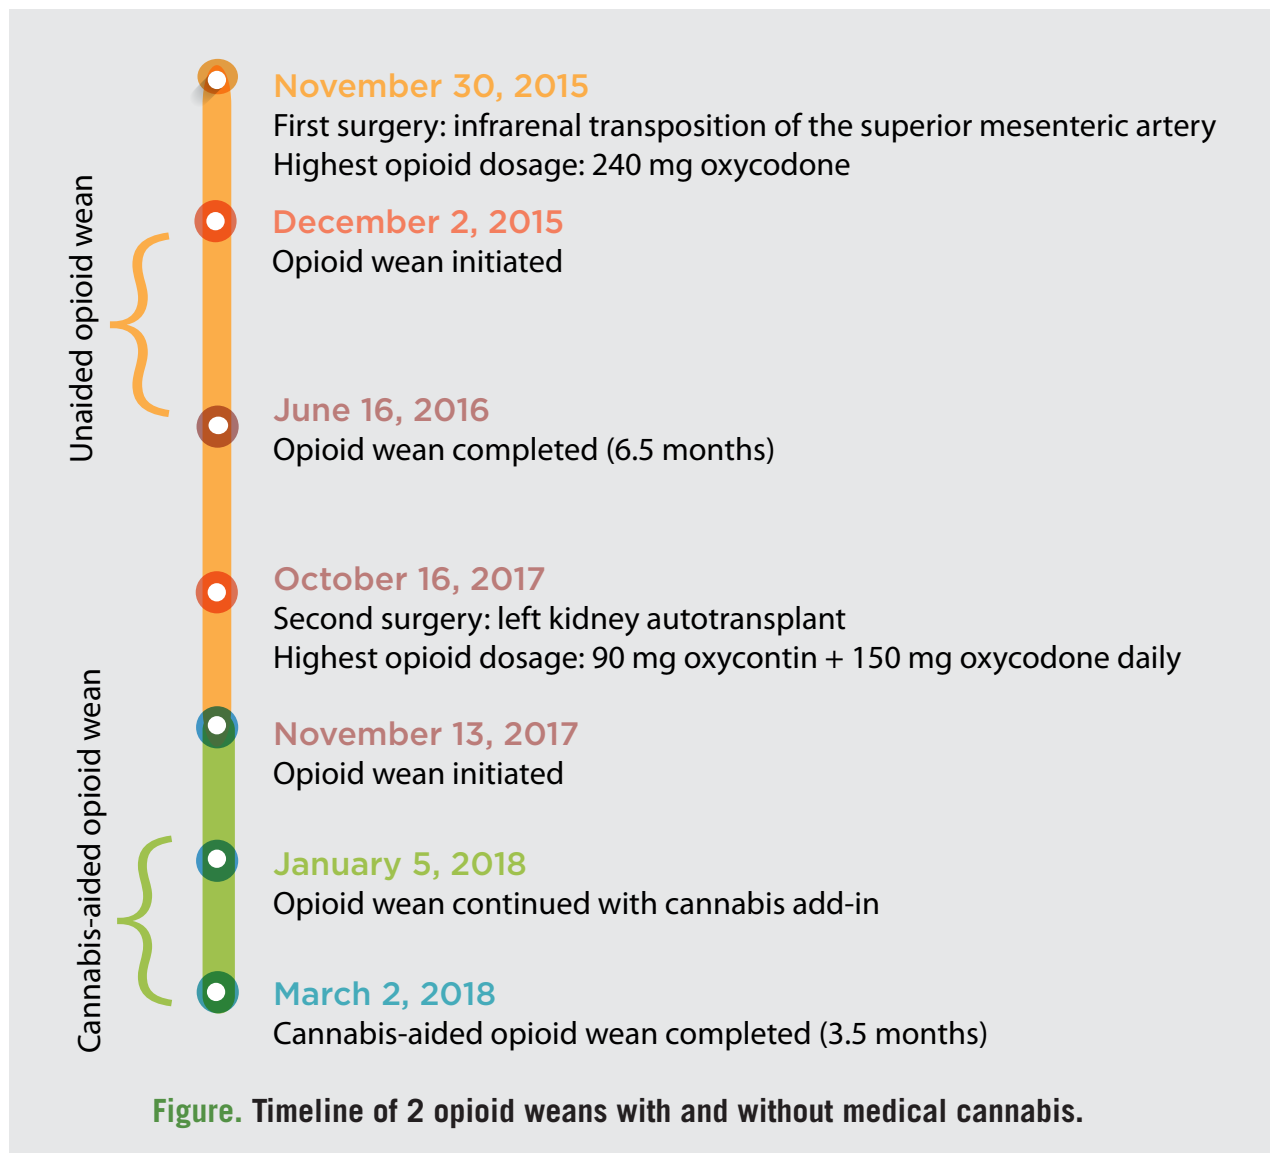 November 30, 2015
First surgery: infrarenal transposition of the superior mesenteric artery
Highest opioid dosage: 240 mg oxycodone
Unaided opioid wean
December 2, 2015
Opioid wean initiated
June 16, 2016
Opioid wean completed (6.5 months)
October 16, 2017
Second surgery: left kidney autotransplant
Highest opioid dosage: 90 mg oxycontin + 150 mg oxycodone daily
Cannabis-aided opioid wean
November 13, 2017
Opioid wean initiated
January 5, 2018
Opioid wean continued with cannabis add-in
March 2, 2018
Cannabis-aided opioid wean completed (3.5 months)
Figure. Timeline of 2 opioid weans with and without medical cannabis.